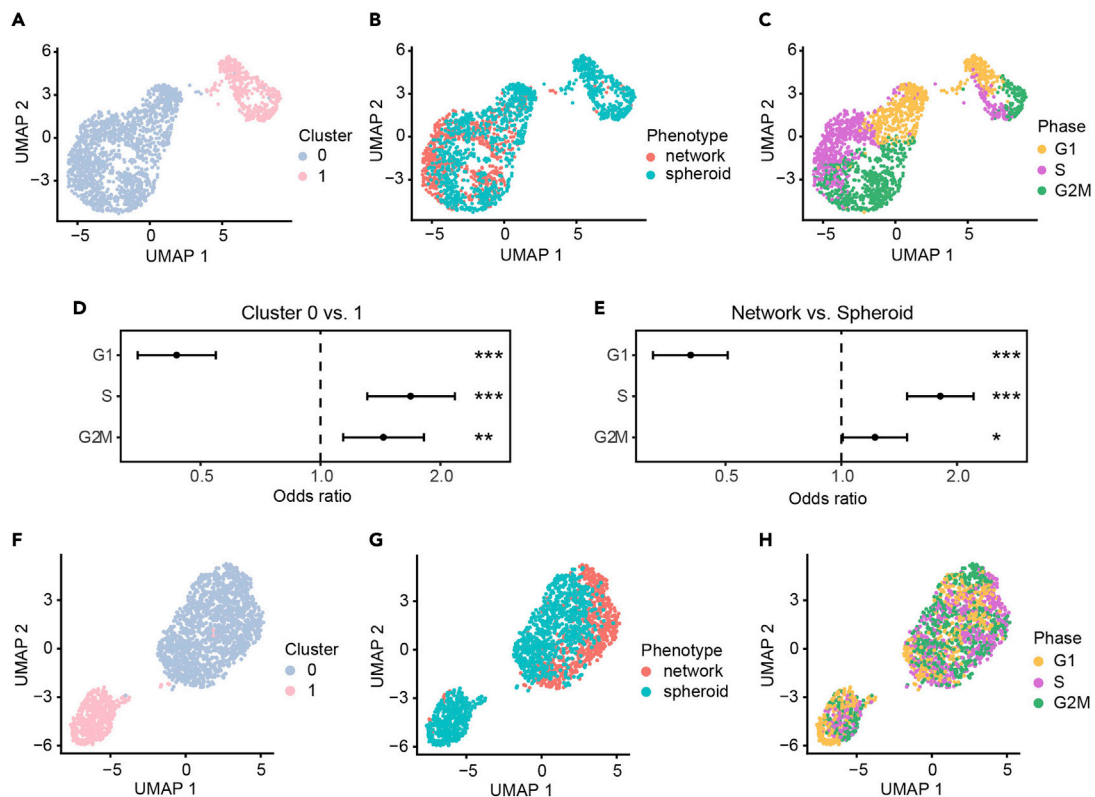 A
UMAP 2
6
3
0
−3
−5
0
5
UMAP 1
Cluster
0
1
B
UMAP 2
6
3
0
−3
−5
0
5
UMAP 1
Phenotype
network
spheroid
C
UMAP 2
6
3
0
−3
−5
0
5
UMAP 1
Phase
G1
S
G2M
D
Cluster 0 vs. 1
G1
***
S
***
G2M
**
0.5
1.0
2.0
Odds ratio
E
Network vs. Spheroid
G1
***
S
***
G2M
*
0.5
1.0
2.0
Odds ratio
F
UMAP 2
3
0
−3
−6
−5
0
5
UMAP 1
Cluster
0
1
G
UMAP 2
3
0
−3
−6
−5
0
5
UMAP 1
Phenotype
network
spheroid
H
UMAP 2
3
0
−3
−6
−5
0
5
UMAP 1
Phase
G1
S
G2M